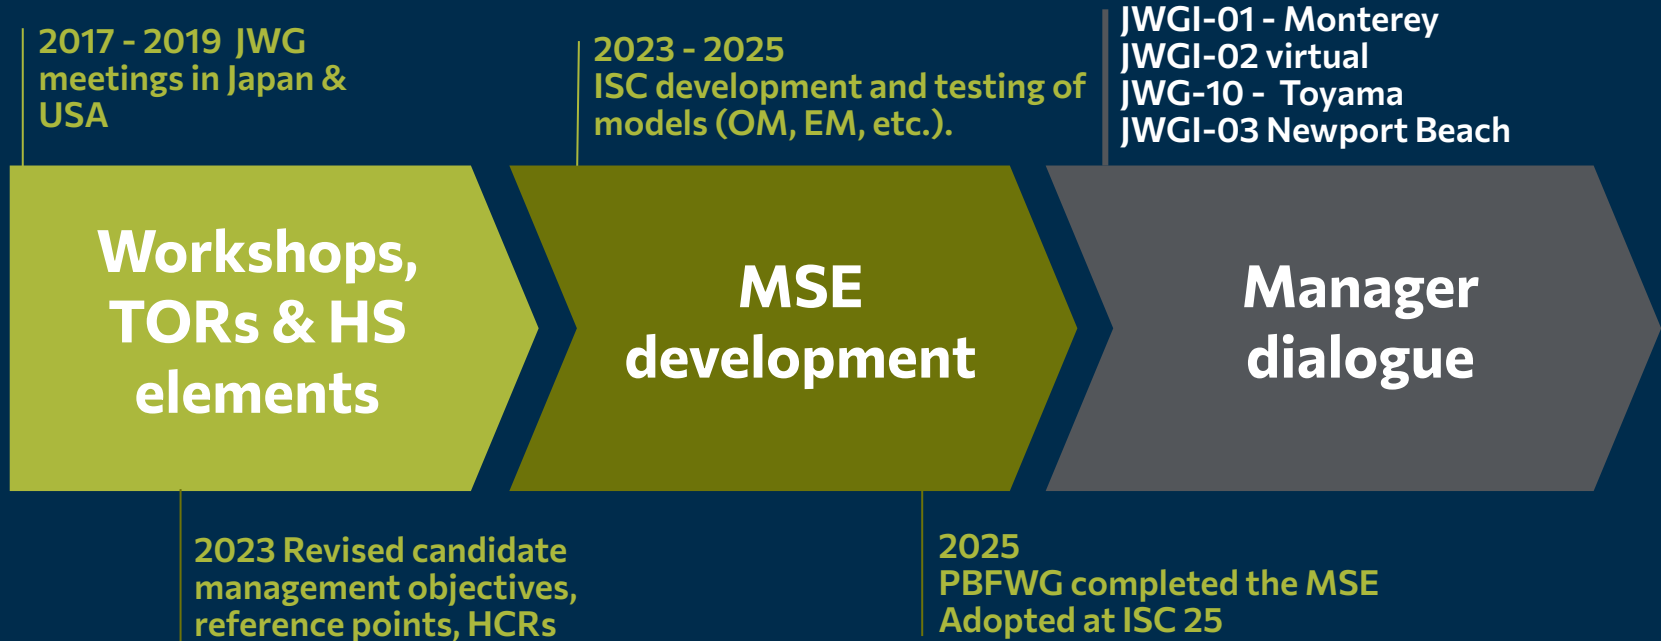 2017 - 2019 JWG
meetings in Japan &
USA
2023 - 2025
ISC development and testing of
models (OM, EM, etc.).
JWGI-01 - Monterey
JWGI-02 virtual
JWG-10 - Toyama
JWGI-03 Newport Beach
Workshops,
TORs & HS
elements
MSE
development
Manager
dialogue
2023 Revised candidate
management objectives,
reference points, HCRs
2025
PBFWG completed the MSE
Adopted at ISC 25